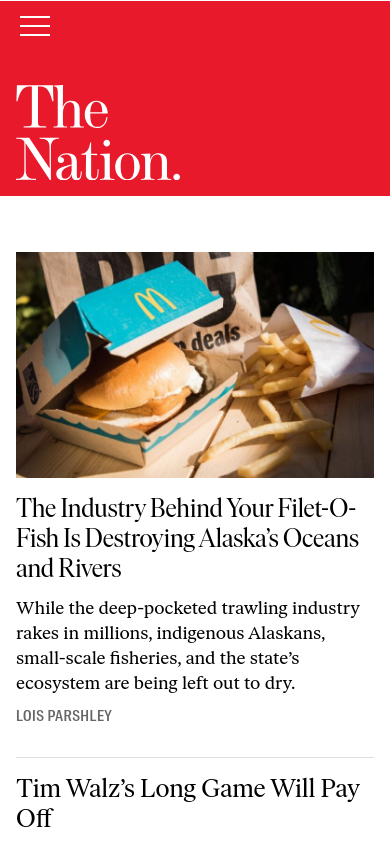 The
Nation.
BIG
n deals
The Industry Behind Your Filet-O-
Fish Is Destroying Alaska’s Oceans
and Rivers
While the deep-pocketed trawling industry
rakes in millions, indigenous Alaskans,
small-scale fisheries, and the state’s
ecosystem are being left out to dry.
LOIS PARSHLEY
Tim Walz’s Long Game Will Pay
Off